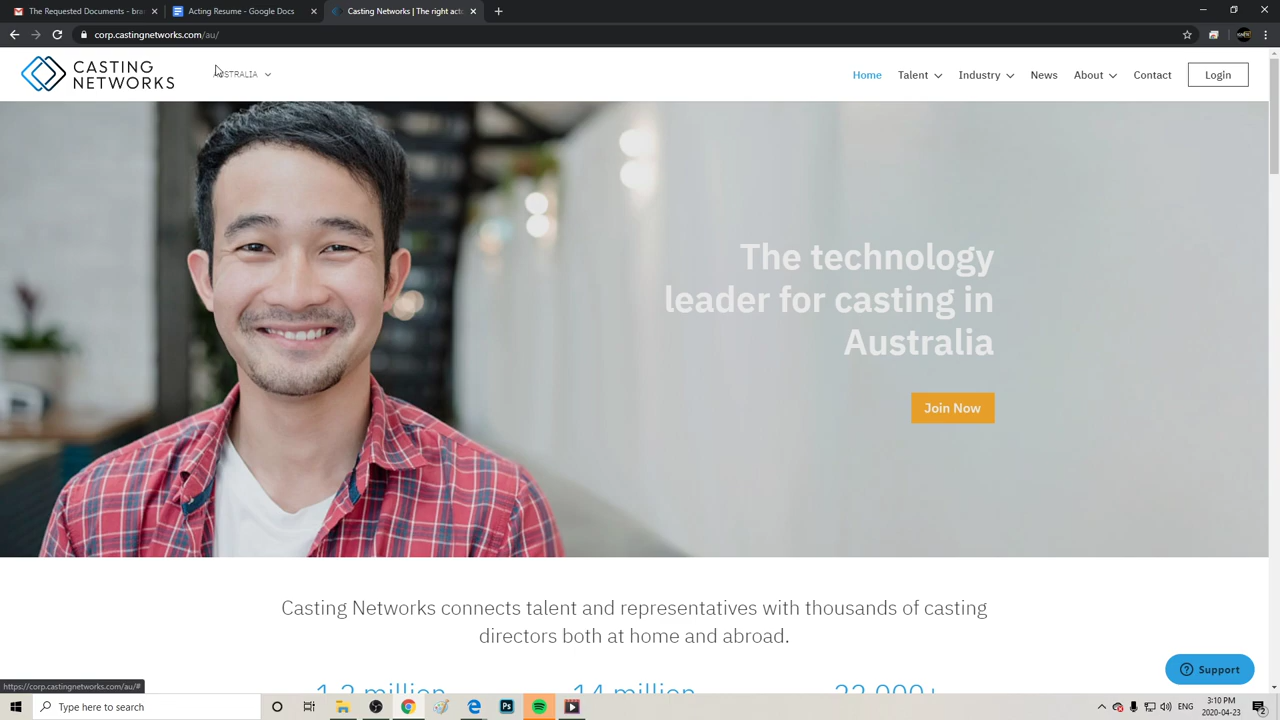 The Requested Documents - bra
Acting Resume - Google Docs
Casting Networks | The right act
corp.castingnetworks.com/au/
CASTING
NETWORKS
Home
Talent
Industry
News
About
Contact
Login
The technology
leader for casting in
Australia
Join Now
Casting Networks connects talent and representatives with thousands of casting
directors both at home and abroad.
Support
https://corp.castingnetworks.com/au/#
Type here to search
ENG
3:10 PM
2020-04-23